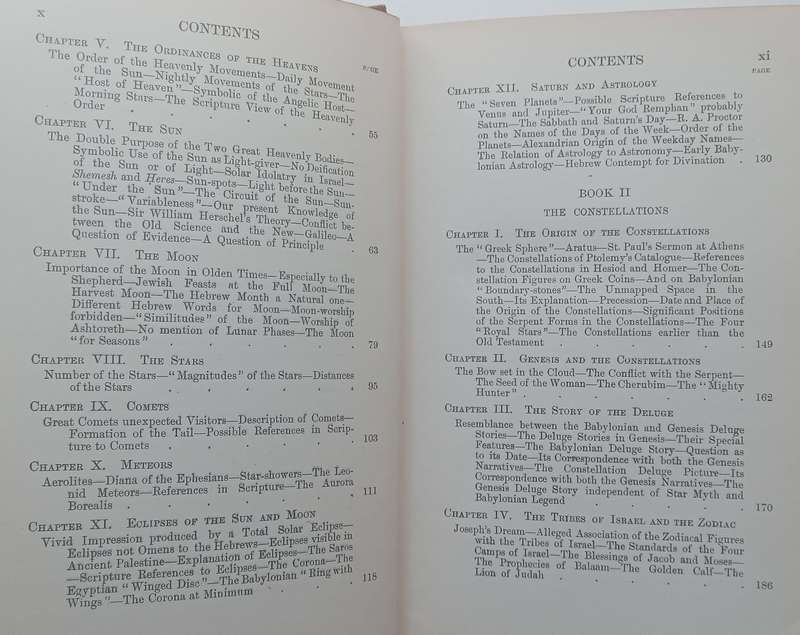 x
CONTENTS
PAGE
CHAPTER V. THE ORDINANCES OF THE HEAVENS
The Order of the Heavenly Movements—Daily Movement
of the Sun—Nightly Movements of the Stars—The
"Host of Heaven"—Symbolic of the Angelic Host—
Morning Stars—The Scripture View of the Heavenly
Order . . . . . . 55
CHAPTER VI. THE SUN
The Double Purpose of the Two Great Heavenly Bodies—
Symbolic Use of the Sun as Light-giver—No Deification
of the Sun or of Light—Solar Idolatry in Israel—
Shemesh and Heres—Sun-spots—Light before the Sun—
"Under the Sun"—The Circuit of the Sun—Sun-
stroke—"Variableness"—Our present Knowledge of
the Sun—Sir William Herschel's Theory—Conflict be-
tween the Old Science and the New—Galileo—A
Question of Evidence—A Question of Principle . 63
CHAPTER VII. THE MOON
Importance of the Moon in Olden Times—Especially to the
Shepherd—Jewish Feasts at the Full Moon—The
Harvest Moon—The Hebrew Month a Natural one—
Different Hebrew Words for Moon—Moon-worship
forbidden—"Similitudes" of the Moon—Worship of
Ashtoreth—No mention of Lunar Phases—The Moon
"for Seasons" . . . . . . 79
CHAPTER VIII. THE STARS
Number of the Stars—"Magnitudes" of the Stars—Distances
of the Stars . . . . . . 95
CHAPTER IX. COMETS
Great Comets unexpected Visitors—Description of Comets—
Formation of the Tail—Possible References in Scrip-
ture to Comets . . . . . . 103
CHAPTER X. METEORS
Aerolites—Diana of the Ephesians—Star-showers—The Leo-
nid Meteors—References in Scripture—The Aurora
Borealis . . . . . . 111
CHAPTER XI. ECLIPSES OF THE SUN AND MOON
Vivid Impression produced by a Total Solar Eclipse—
Eclipses not Omens to the Hebrews—Eclipses visible in
Ancient Palestine—Explanation of Eclipses—The Saros
—Scripture References to Eclipses—The Corona—The
Egyptian "Winged Disc"—The Babylonian "Ring with
Wings"—The Corona at Minimum . . . 118
CONTENTS
xi
PAGE
CHAPTER XII. SATURN AND ASTROLOGY
The "Seven Planets"—Possible Scripture References to
Venus and Jupiter—"Your God Remphan" probably
Saturn—The Sabbath and Saturn's Day—R. A. Proctor
on the Names of the Days of the Week—Order of the
Planets—Alexandrian Origin of the Weekday Names—
The Relation of Astrology to Astronomy—Early Baby-
lonian Astrology—Hebrew Contempt for Divination . 130
BOOK II
THE CONSTELLATIONS
CHAPTER I. THE ORIGIN OF THE CONSTELLATIONS
The "Greek Sphere"—Aratus—St. Paul's Sermon at Athens
—The Constellations of Ptolemy's Catalogue—References
to the Constellations in Hesiod and Homer—The Con-
stellation Figures on Greek Coins—And on Babylonian
"Boundary-stones"—The Unmapped Space in the
South—Its Explanation—Precession—Date and Place of
the Origin of the Constellations—Significant Positions
of the Serpent Forms in the Constellations—The Four
"Royal Stars"—The Constellations earlier than the
Old Testament . . . . . . 149
CHAPTER II. GENESIS AND THE CONSTELLATIONS
The Bow set in the Cloud—The Conflict with the Serpent—
The Seed of the Woman—The Cherubim—The "Mighty
Hunter" . . . . . . . 162
CHAPTER III. THE STORY OF THE DELUGE
Resemblance between the Babylonian and Genesis Deluge
Stories—The Deluge Stories in Genesis—Their Special
Features—The Babylonian Deluge Story—Question as
to its Date—Its Correspondence with both the Genesis
Narratives—The Constellation Deluge Picture—Its
Correspondence with both the Genesis Narratives—The
Genesis Deluge Story independent of Star Myth and
Babylonian Legend . . . . . 170
CHAPTER IV. THE TRIBES OF ISRAEL AND THE ZODIAC
Joseph's Dream—Alleged Association of the Zodiacal Figures
with the Tribes of Israel—The Standards of the Four
Camps of Israel—The Blessings of Jacob and Moses—
The Prophecies of Balaam—The Golden Calf—The
Lion of Judah . . . . . . 186